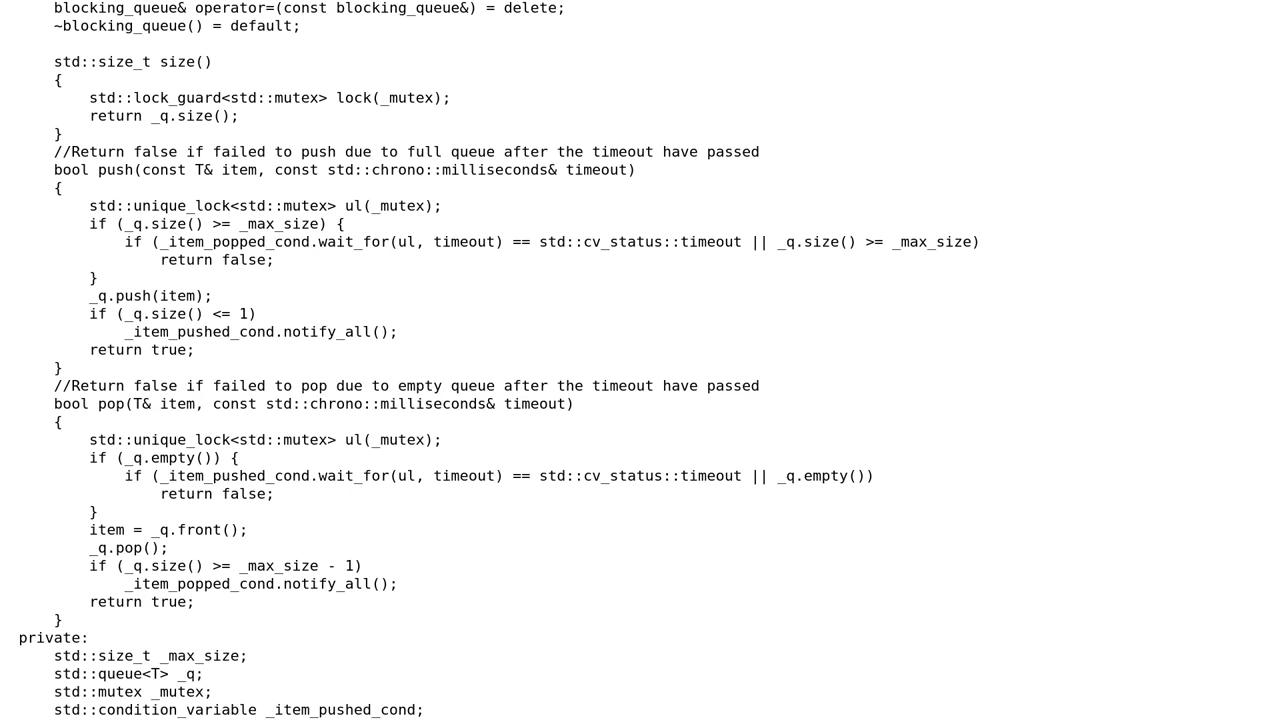 blocking_queue& operator=(const blocking_queue&) = delete;
~blocking_queue() = default;
std::size_t size()
{
std::lock_guard<std::mutex> lock(_mutex);
return _q.size();
}
//Return false if failed to push due to full queue after the timeout have passed
bool push(const T& item, const std::chrono::milliseconds& timeout)
{
std::unique_lock<std::mutex> ul(_mutex);
if (_q.size() >= _max_size) {
if (_item_popped_cond.wait_for(ul, timeout) == std::cv_status::timeout || _q.size() >= _max_size)
return false;
}
_q.push(item);
if (_q.size() <= 1)
_item_pushed_cond.notify_all();
return true;
}
//Return false if failed to pop due to empty queue after the timeout have passed
bool pop(T& item, const std::chrono::milliseconds& timeout)
{
std::unique_lock<std::mutex> ul(_mutex);
if (_q.empty()) {
if (_item_pushed_cond.wait_for(ul, timeout) == std::cv_status::timeout || _q.empty())
return false;
}
item = _q.front();
_q.pop();
if (_q.size() >= _max_size - 1)
_item_popped_cond.notify_all();
return true;
}
private:
std::size_t _max_size;
std::queue<T> _q;
std::mutex _mutex;
std::condition_variable _item_pushed_cond;